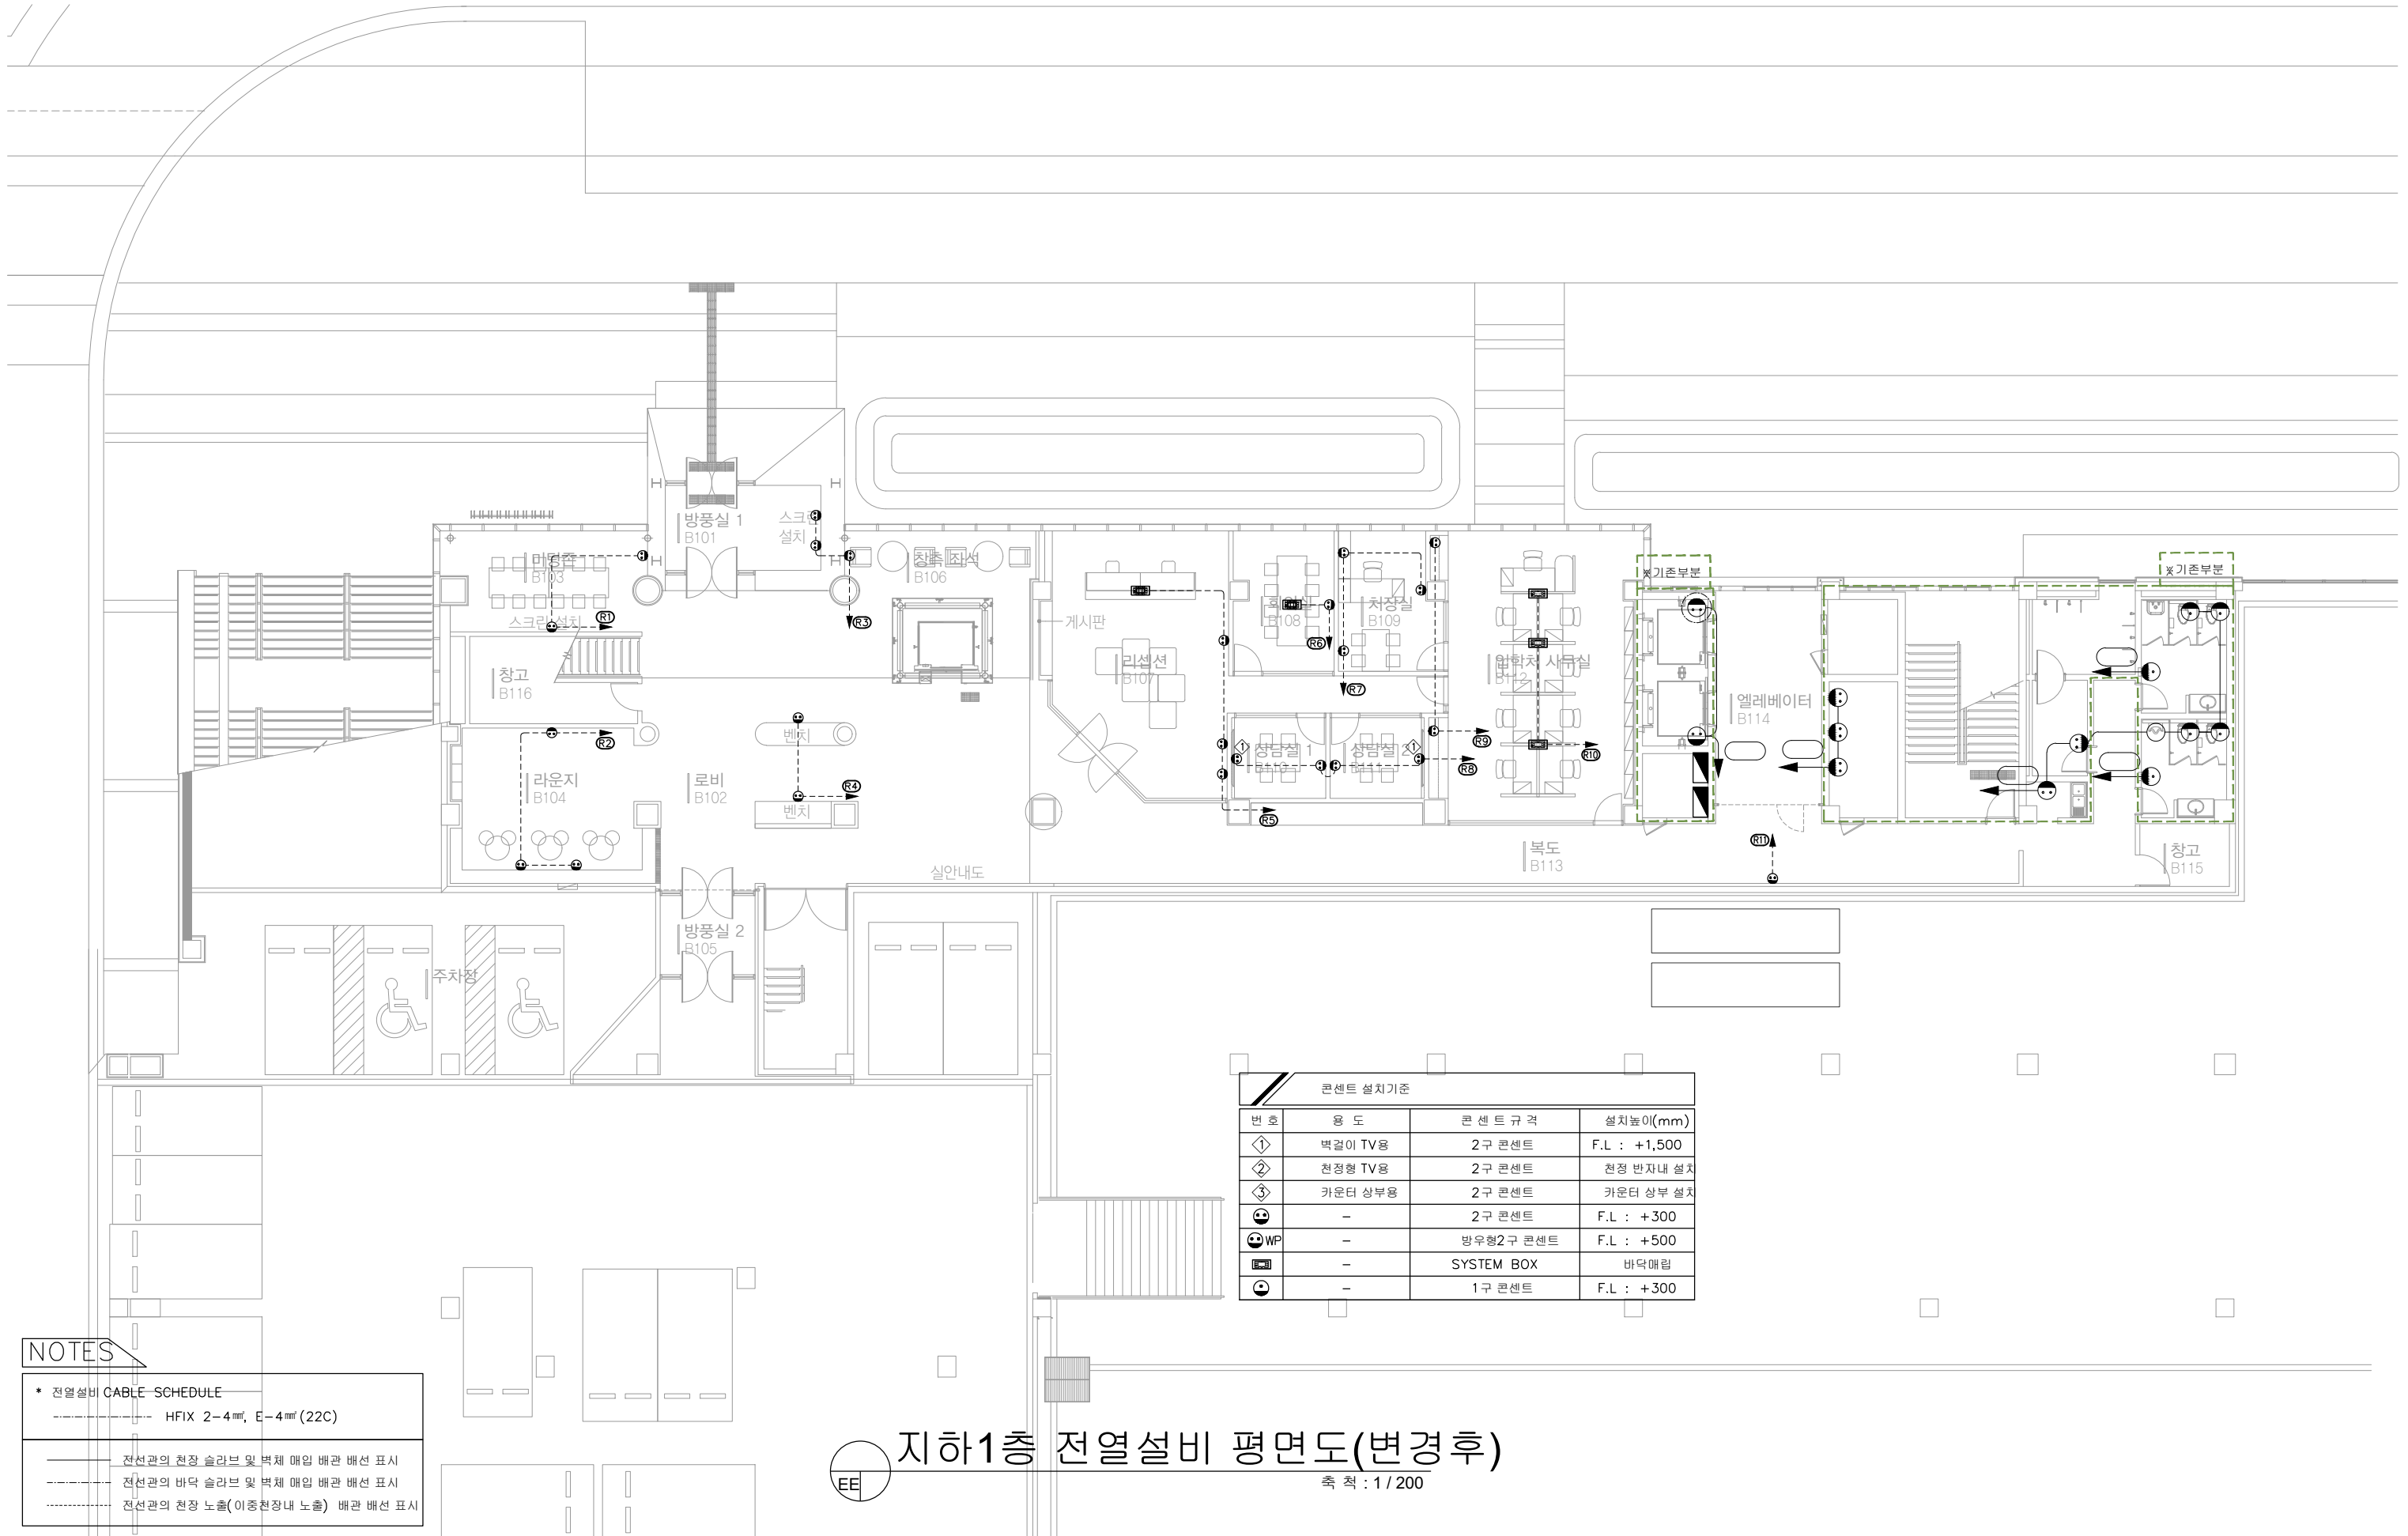 방풍실 1
B101
스크린
설치
미팅존
B103
스크린 설치
R1
R3
창측 좌석
B106
게시판
리셉션
B107
회의실
B108
R6
처장실
B109
R7
입학처 사무실
B112
※기존부분
※기존부분
창고
B116
R2
라운지
B104
로비
B102
벤치
R4
벤치
1
상담실 1
상담실 2
1
R9
R8
R10
R5
엘레베이터
B114
R11
복도
B113
창고
B115
실안내도
방풍실 2
B105
주차장
콘센트 설치기준
번 호 용 도 콘 센 트 규 격 설치높이(mm)
1 벽걸이 TV용 2구 콘센트 F.L : +1,500
2 천정형 TV용 2구 콘센트 천정 반자내 설치
3 카운터 상부용 2구 콘센트 카운터 상부 설치
– 2구 콘센트 F.L : +300
WP – 방우형2구 콘센트 F.L : +500
– SYSTEM BOX 바닥매립
– 1구 콘센트 F.L : +300
NOTES
* 전열설비 CABLE SCHEDULE
HFIX 2-4㎟, E-4㎟(22C)
전선관의 천장 슬라브 및 벽체 매입 배관 배선 표시
전선관의 바닥 슬라브 및 벽체 매입 배관 배선 표시
전선관의 천장 노출(이중천장내 노출) 배관 배선 표시
지하1층 전열설비 평면도(변경후)
EE
축 척 : 1 / 200